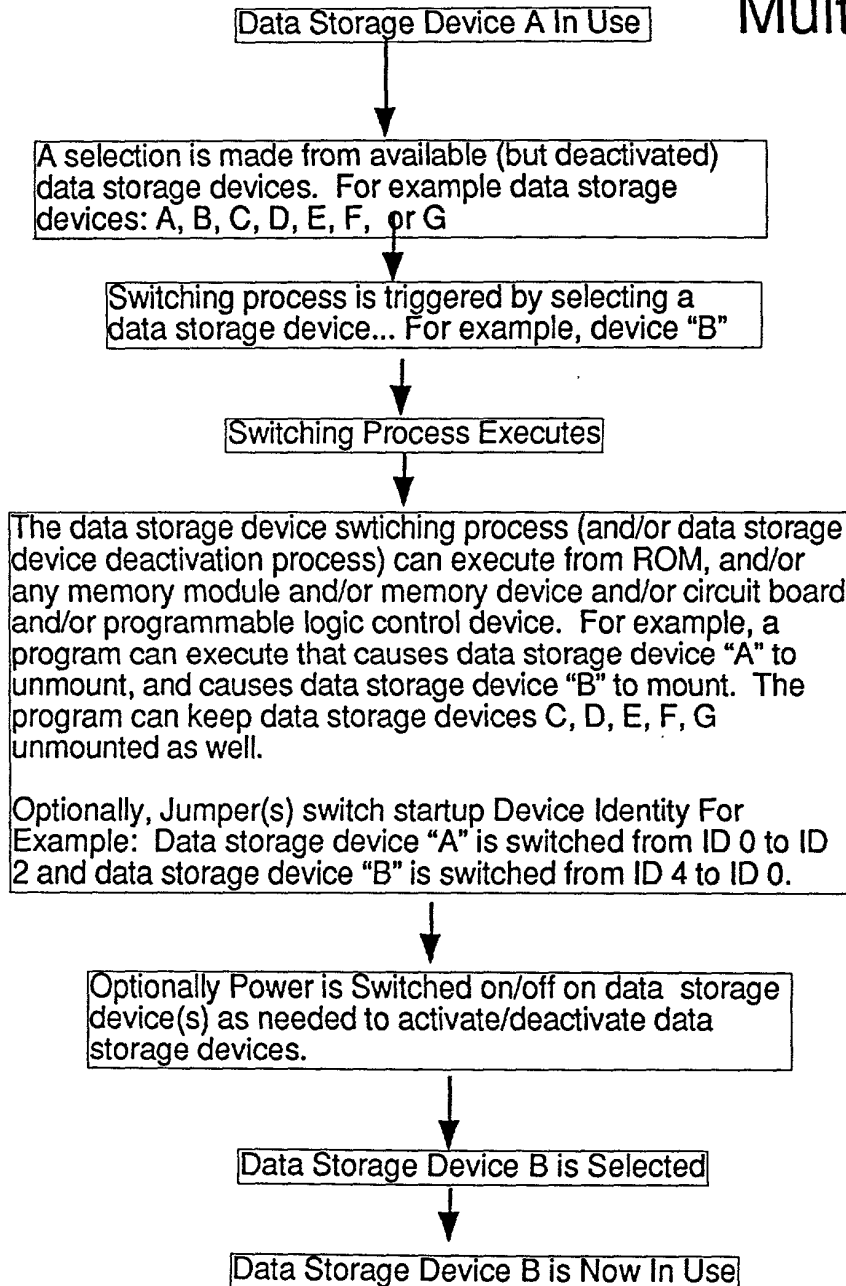 Mult
Data Storage Device A In Use
A selection is made from available (but deactivated)
data storage devices.  For example data storage
devices: A, B, C, D, E, F,  or G
Switching process is triggered by selecting a
data storage device... For example, device “B”
Switching Process Executes
The data storage device swtiching process (and/or data storage
device deactivation process) can execute from ROM, and/or
any memory module and/or memory device and/or circuit board
and/or programmable logic control device.  For example, a
program can execute that causes data storage device “A” to
unmount, and causes data storage device “B” to mount.  The
program can keep data storage devices C, D, E, F, G
unmounted as well.
Optionally, Jumper(s) switch startup Device Identity For
Example:  Data storage device “A” is switched from ID 0 to ID
2 and data storage device “B” is switched from ID 4 to ID 0.
Optionally Power is Switched on/off on data  storage
device(s) as needed to activate/deactivate data
storage devices.
Data Storage Device B is Selected
Data Storage Device B is Now In Use